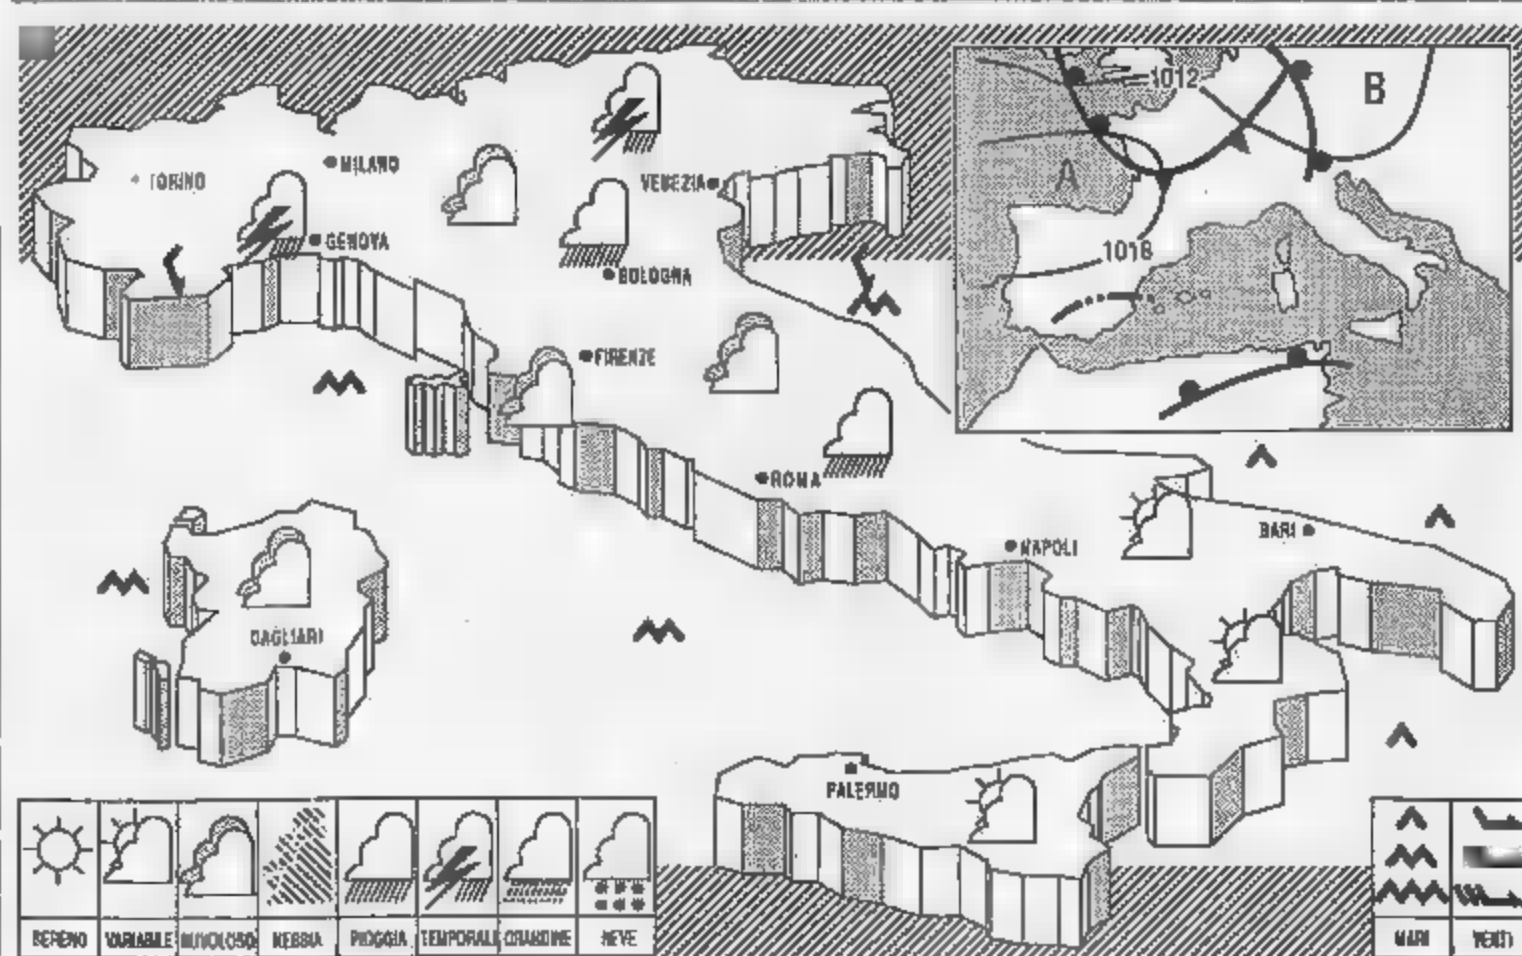 1012
B
A
1018
TORINO
MILANO
VENEZIA
GENOVA
BOLOGNA
FIRENZE
ROMA
NAPOLI
BARI
CAGLIARI
PALERMO
SERENO VARIABILE NUVOLOSO NEBBIA PIOGGIA TEMPORALI GRANDINE NEVE
MARI VENTI